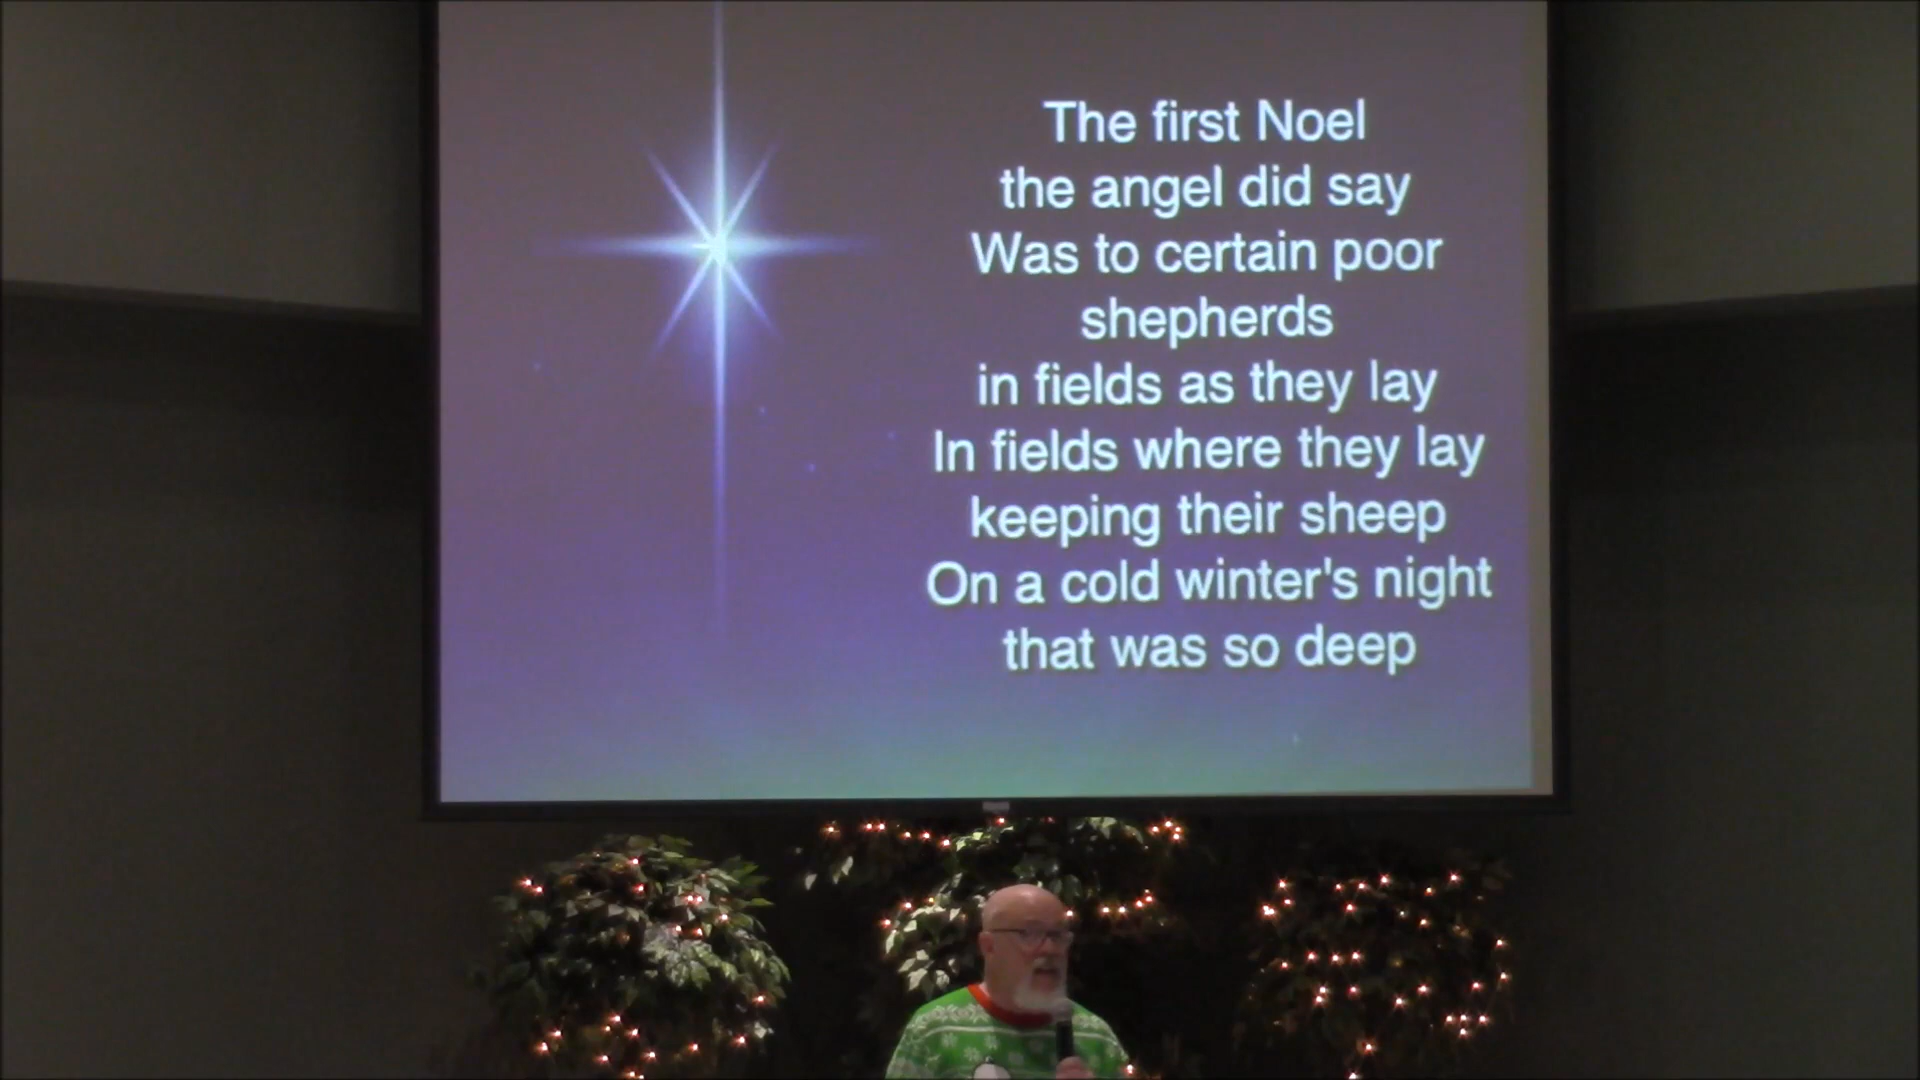 The first Noel
the angel did say
Was to certain poor
shepherds
in fields as they lay
In fields where they lay
keeping their sheep
On a cold winter's night
that was so deep